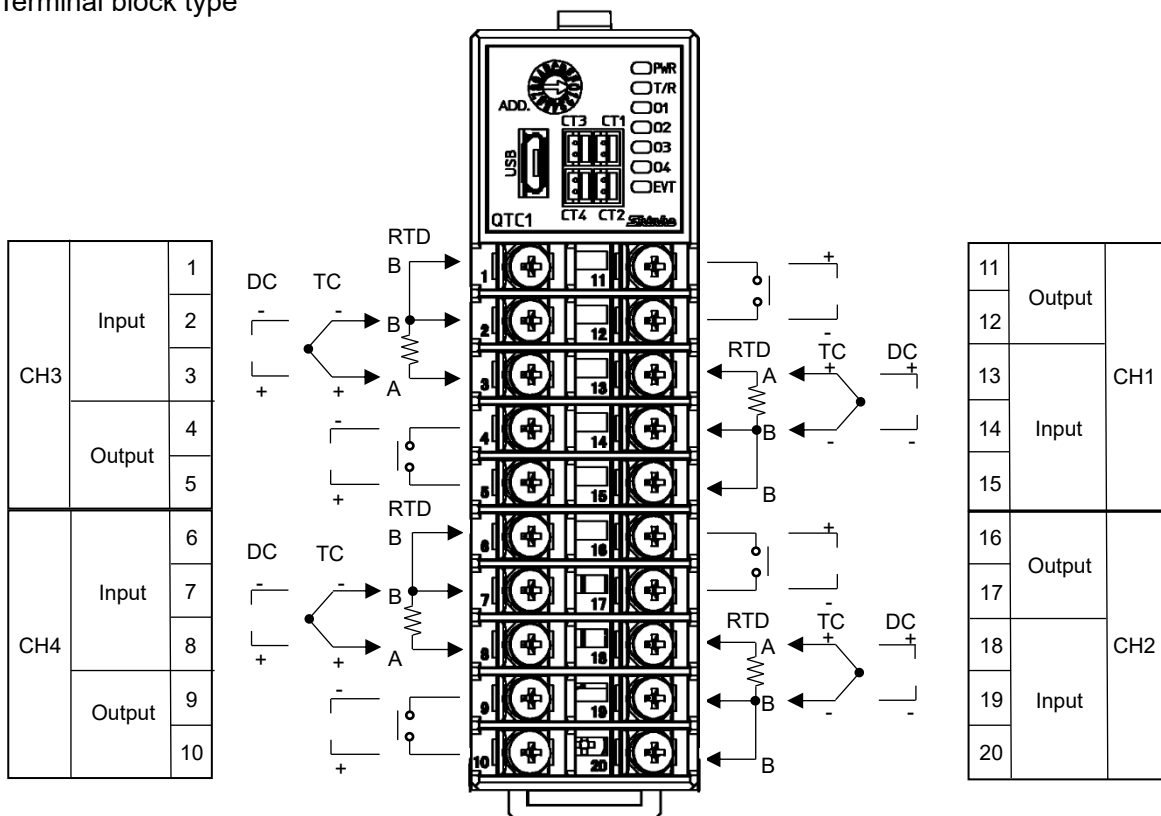 Terminal block type
PWR
T/R
O1
O2
O3
O4
EVT
ADD.
CT3 CT1
USB
CT4 CT2
QTC1
Shinko
CH3
Input
1
2
3
Output
4
5
CH4
Input
6
7
8
Output
9
10
DC TC RTD
B
- - B
+ + A
-
+
DC TC RTD
B
- - B
+ + A
-
+
1 11
2 12
3 13
4 14
5 15
6 16
7 17
8 18
9 19
10 20
+
-
RTD TC DC
A + +
B - -
B
+
-
RTD TC DC
A + +
B - -
B
11
12
Output
13
14
15
Input
CH1
16
17
Output
18
19
20
Input
CH2